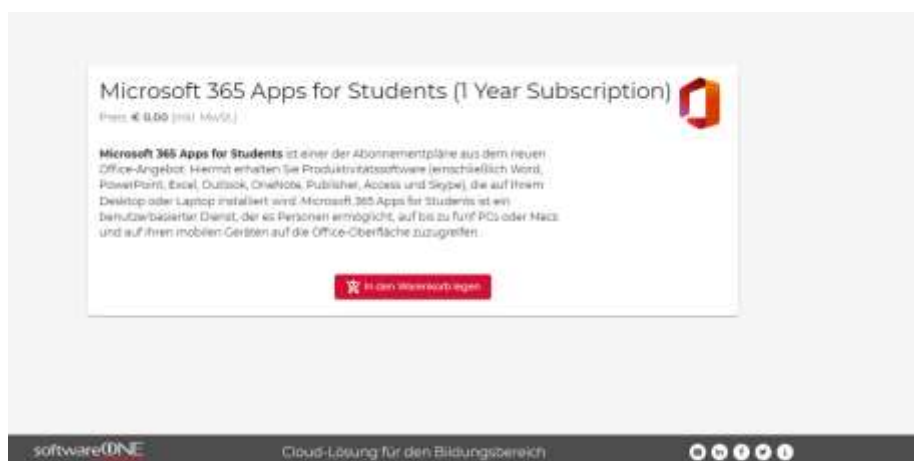 Microsoft 365 Apps for Students (1 Year Subscription)
Preis: € 0.00 (inkl. MwSt.)
Microsoft 365 Apps for Students ist einer der Abonnementpläne aus dem neuen
Office-Angebot. Hiermit erhalten Sie Produktivitätssoftware (einschließlich Word,
PowerPoint, Excel, Outlook, OneNote, Publisher, Access und Skype), die auf Ihrem
Desktop oder Laptop installiert wird. Microsoft 365 Apps for Students ist ein
benutzerbasierter Dienst, der es Personen ermöglicht, auf bis zu fünf PCs oder Macs
und auf ihren mobilen Geräten auf die Office-Oberfläche zuzugreifen.
In den Warenkorb legen
softwareONE
Cloud-Lösung für den Bildungsbereich